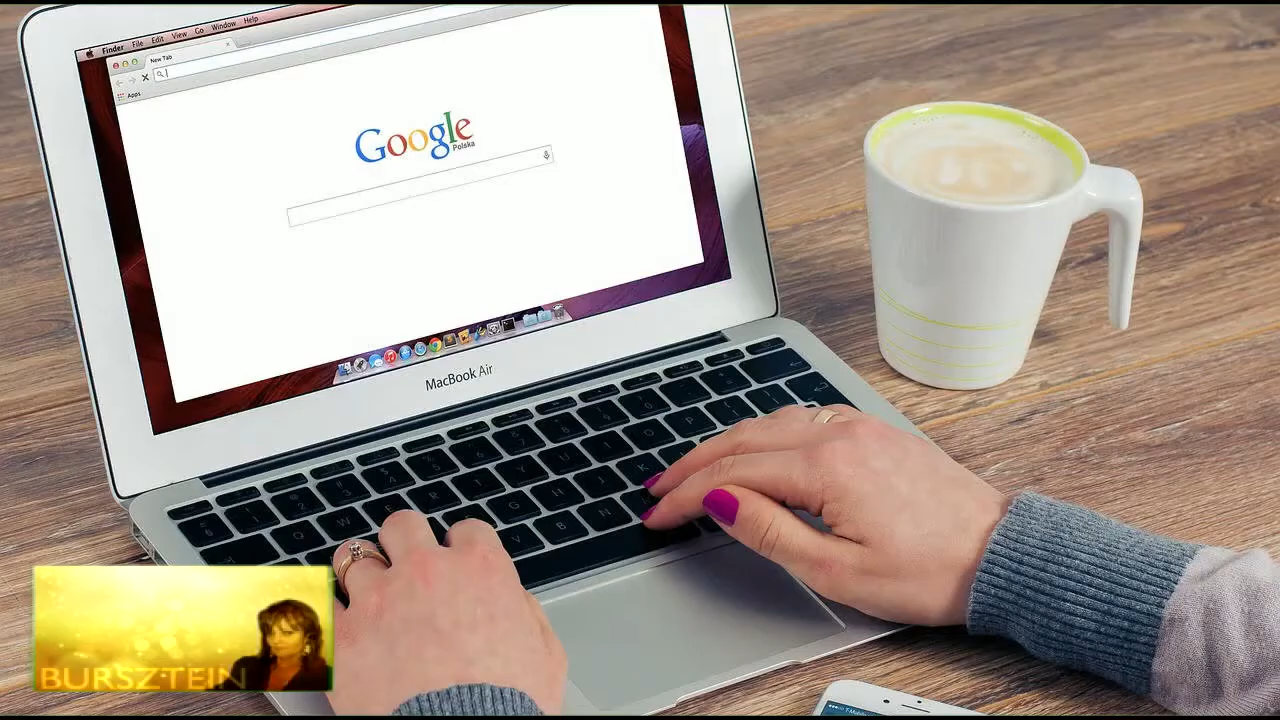 Finder File Edit View Go Window Help
New Tab
Apps
Google
Polska
MacBook Air
BURSZTEIN